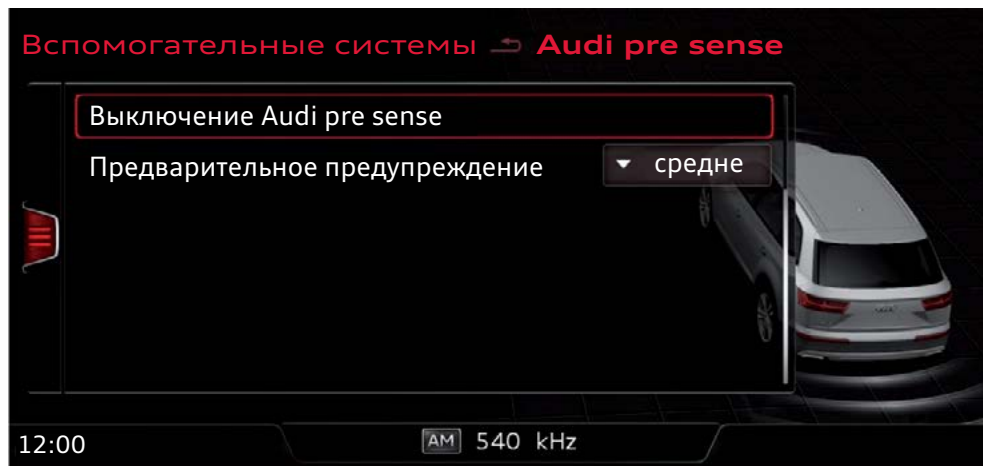 Вспомогательные системы Audi pre sense
Выключение Audi pre sense
Предварительное предупреждение средне
12:00 AM 540 kHz